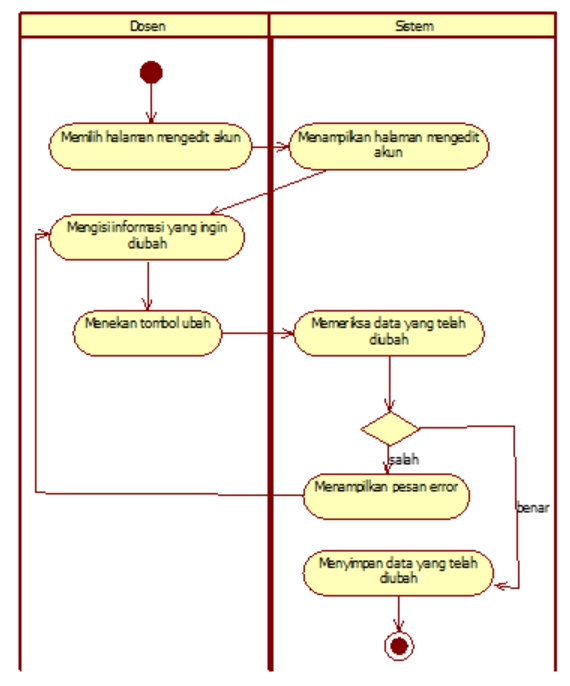 Dosen
Sistem
Memilih halaman mengedit akun
Menampilkan halaman mengedit
akun
Mengisi informasi yang ingin
diubah
Menekan tombol ubah
Memeriksa data yang telah
diubah
salah
Menampilkan pesan error
benar
Menyimpan data yang telah
diubah